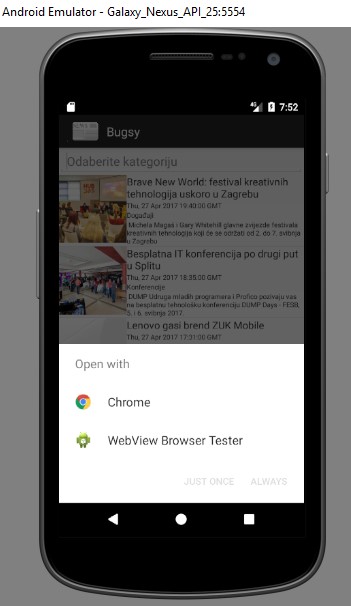 Android Emulator - Galaxy_Nexus_API_25:5554
4G 7:52
Bugsy
Odaberite kategoriju
Brave New World: festival kreativnih
tehnologija uskoro u Zagrebu
Thu, 27 Apr 2017 19:40:00 GMT
Događaji
Michela Magas i Gary Whitehill glavne zvijezde festivala
kreativnih tehnologija koji će se održati od 2. do 7. svibnja
u Zagrebu
Besplatna IT konferencija po drugi put
u Splitu
Thu, 27 Apr 2017 18:35:00 GMT
Konferencije
DUMP Udruga mladih programera i Profico pozivaju vas
na besplatnu tehnološku konferenciju DUMP Days - FESB,
5. i 6. svibnja 2017.
Lenovo gasi brend ZUK Mobile
Thu, 27 Apr 2017 17:31:00 GMT
Open with
Chrome
WebView Browser Tester
JUST ONCE ALWAYS